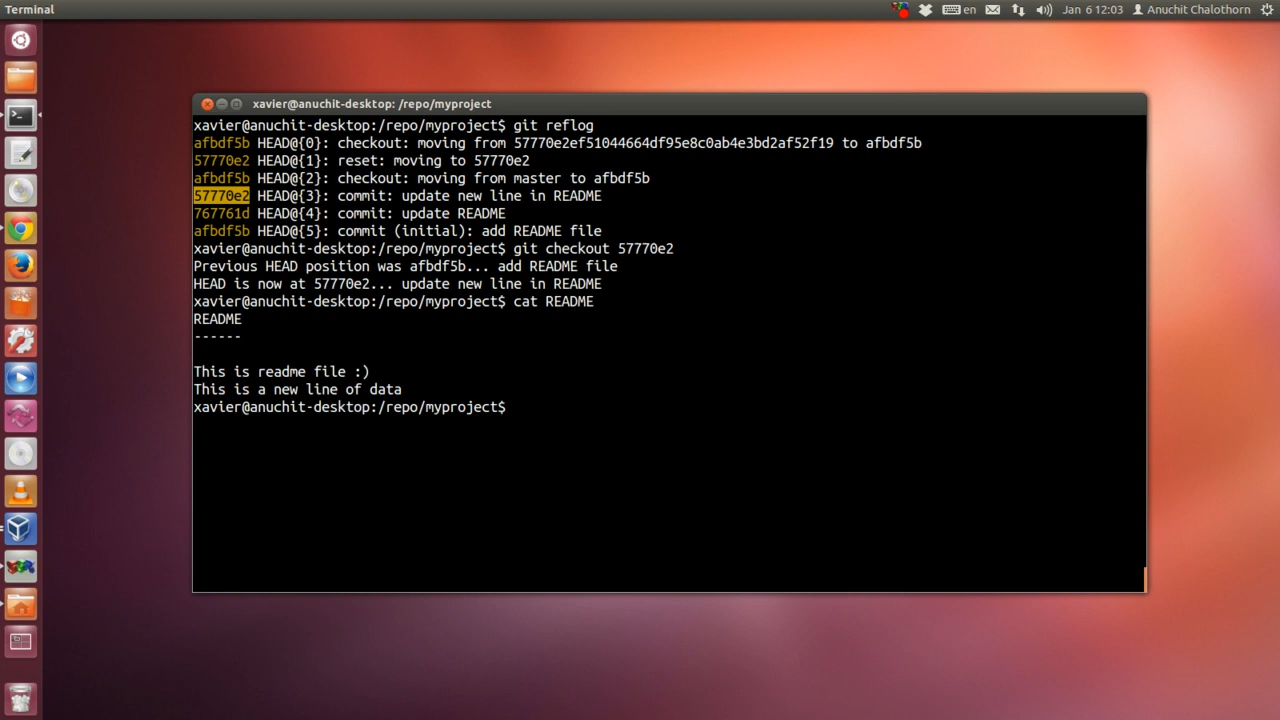 Terminal
en
Jan 6 12:03
Anuchit Chalothorn
xavier@anuchit-desktop: /repo/myproject
xavier@anuchit-desktop:/repo/myproject$ git reflog
afbdf5b HEAD@{0}: checkout: moving from 57770e2ef51044664df95e8c0ab4e3bd2af52f19 to afbdf5b
57770e2 HEAD@{1}: reset: moving to 57770e2
afbdf5b HEAD@{2}: checkout: moving from master to afbdf5b
57770e2 HEAD@{3}: commit: update new line in README
767761d HEAD@{4}: commit: update README
afbdf5b HEAD@{5}: commit (initial): add README file
xavier@anuchit-desktop:/repo/myproject$ git checkout 57770e2
Previous HEAD position was afbdf5b... add README file
HEAD is now at 57770e2... update new line in README
xavier@anuchit-desktop:/repo/myproject$ cat README
README
------
This is readme file :)
This is a new line of data
xavier@anuchit-desktop:/repo/myproject$